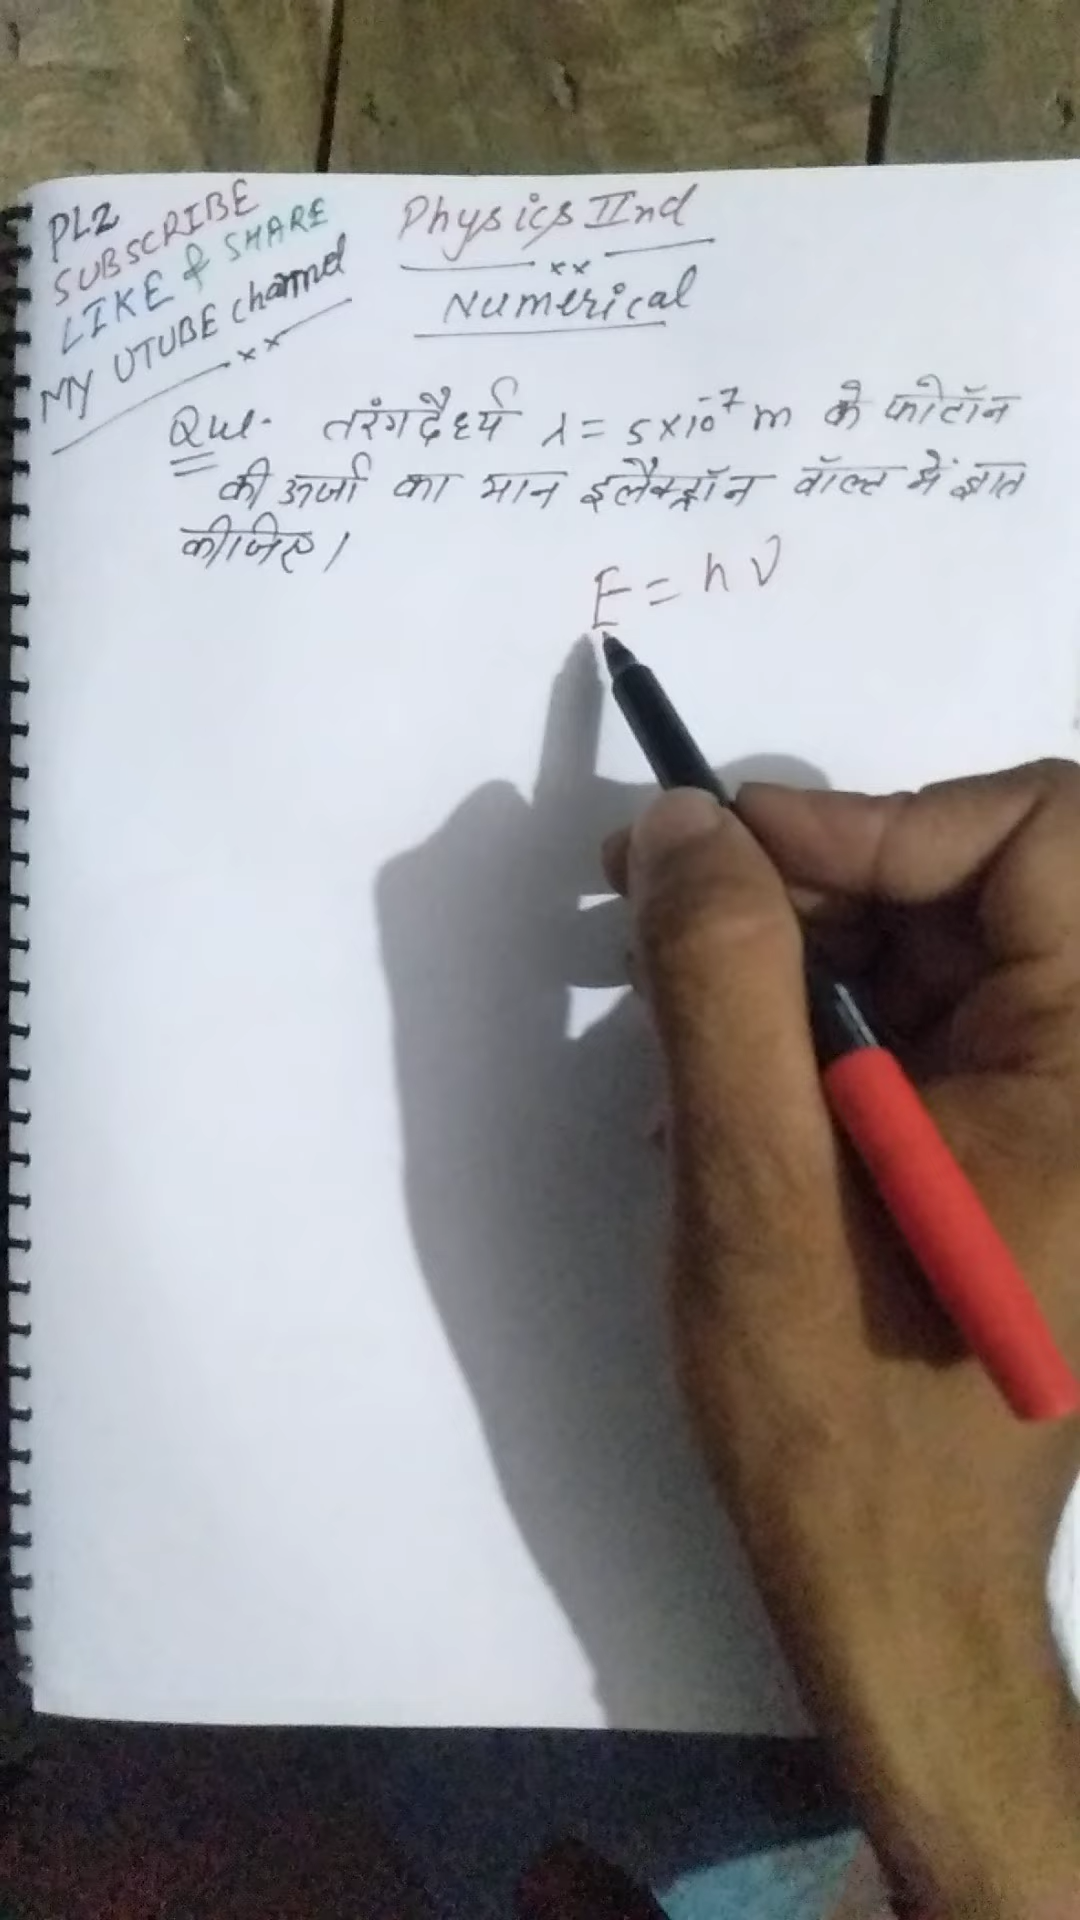 PLZ
SUBSCRIBE
LIKE & SHARE
MY UTUBE channel
Physics IInd
Numerical
Que. तरंगदैर्ध्य λ = 5×10⁻⁷ m के फोटॉन
की ऊर्जा का मान इलैक्ट्रॉन वॉल्ट में ज्ञात
कीजिए।
E = hν